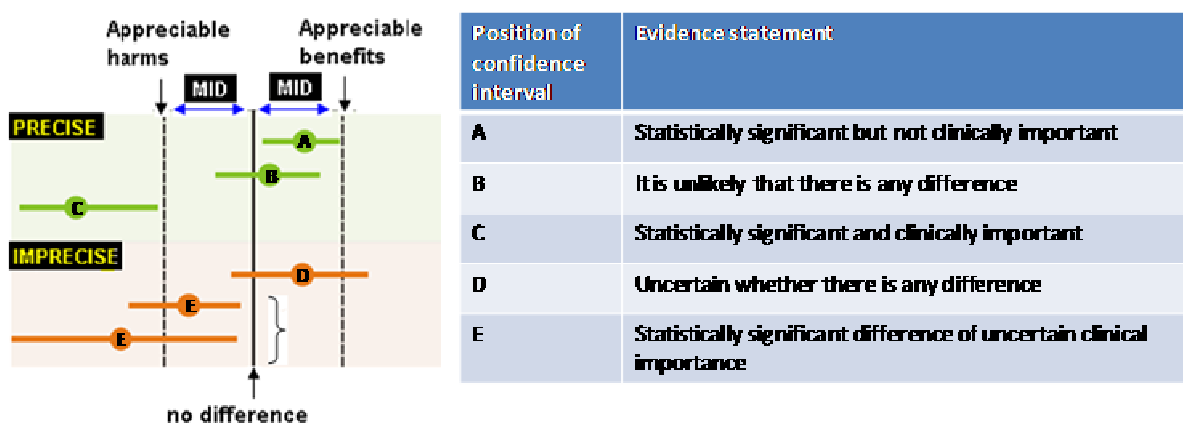 Appreciable
harms
Appreciable
benefits
MID
MID
PRECISE
A
B
C
IMPRECISE
D
E
E
no difference
Position of
confidence
interval
Evidence statement
A
Statistically significant but not clinically important
B
It is unlikely that there is any difference
C
Statistically significant and clinically important
D
Uncertain whether there is any difference
E
Statistically significant difference of uncertain clinical
importance